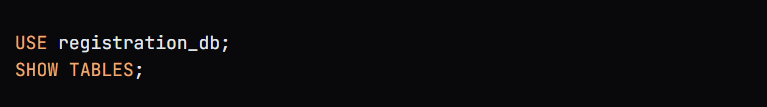 USE registration_db;
SHOW TABLES;